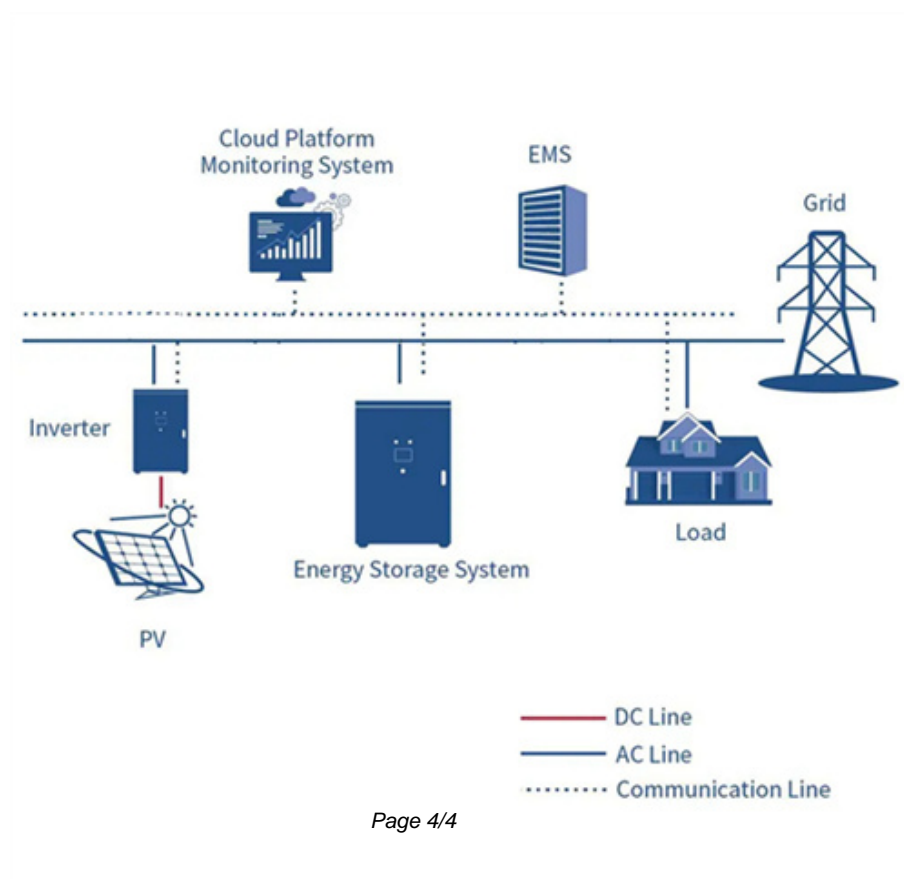 Cloud Platform
Monitoring System
EMS
Grid
Inverter
Load
Energy Storage System
PV
DC Line
AC Line
Communication Line
Page 4/4